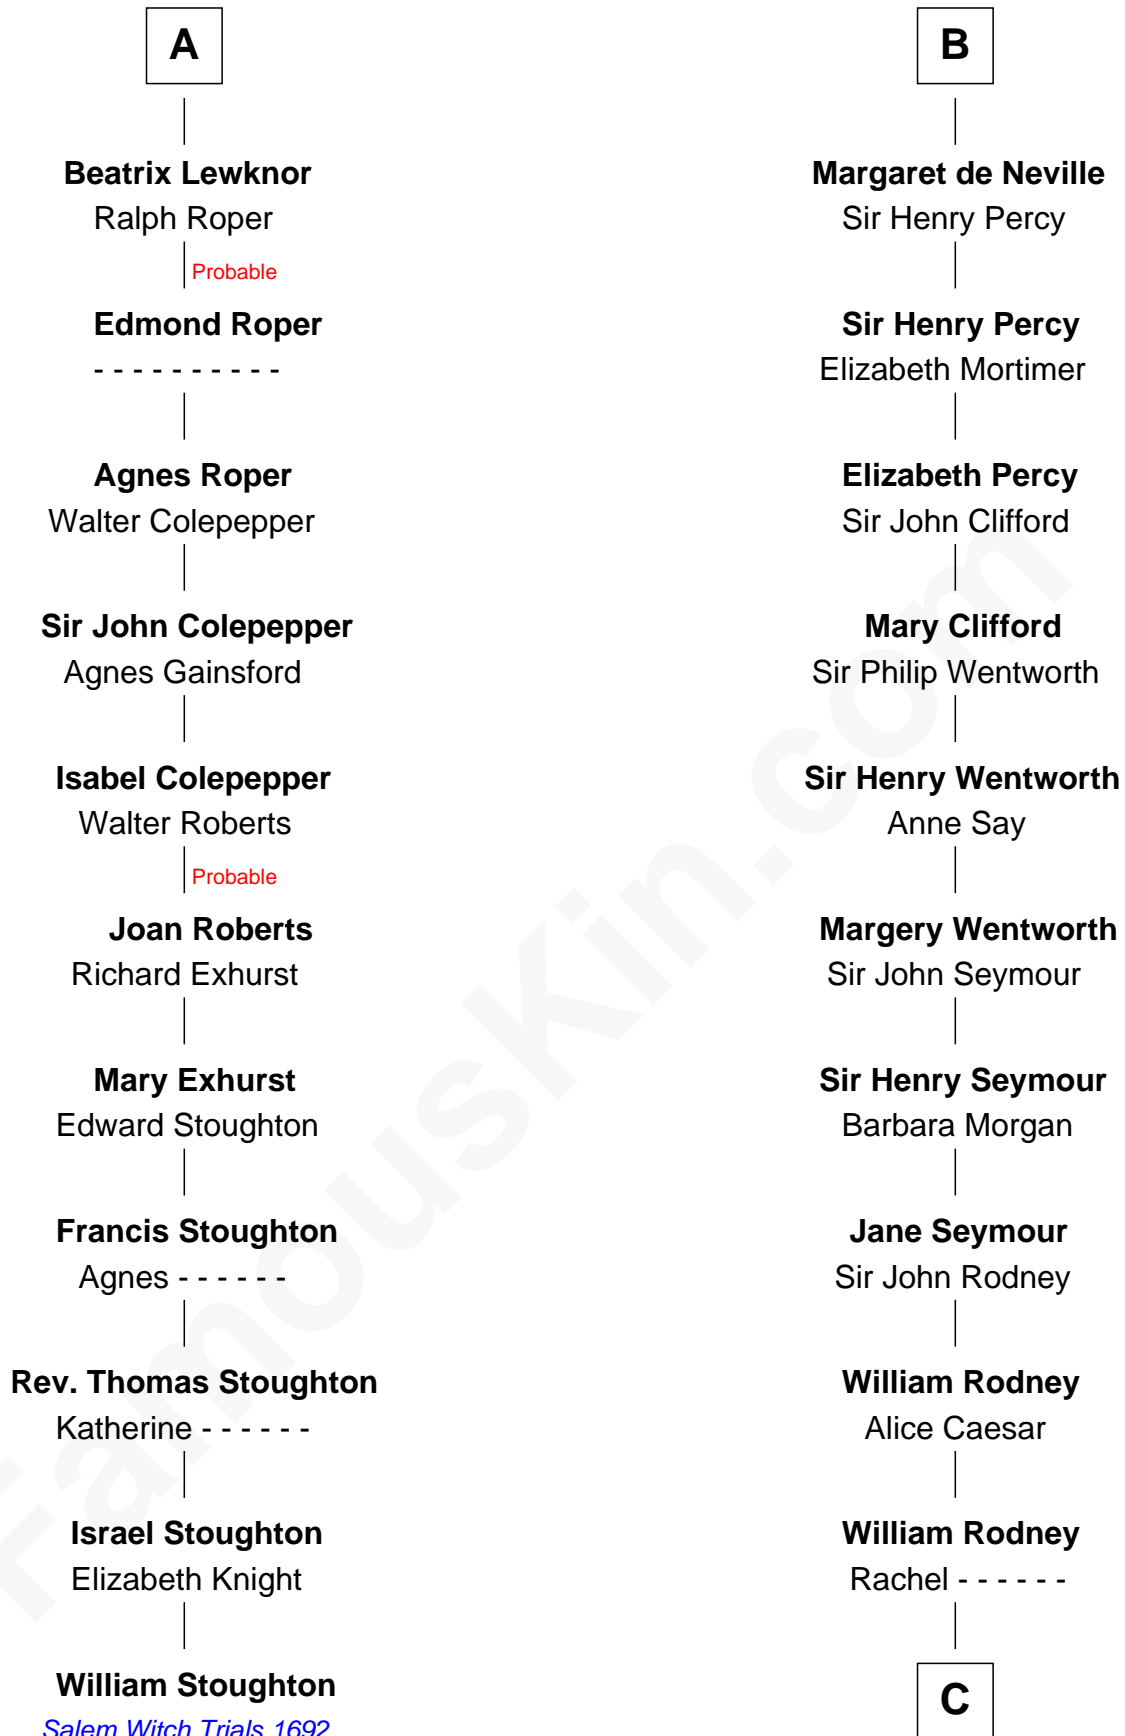 A
Beatrix Lewknor
Ralph Roper
Probable
Edmond Roper
- - - - - - - - - -
Agnes Roper
Walter Colepepper
Sir John Colepepper
Agnes Gainsford
Isabel Colepepper
Walter Roberts
Probable
Joan Roberts
Richard Exhurst
Mary Exhurst
Edward Stoughton
Francis Stoughton
Agnes - - - - - -
Rev. Thomas Stoughton
Katherine - - - - - -
Israel Stoughton
Elizabeth Knight
William Stoughton
Salem Witch Trials 1692
B
Margaret de Neville
Sir Henry Percy
Sir Henry Percy
Elizabeth Mortimer
Elizabeth Percy
Sir John Clifford
Mary Clifford
Sir Philip Wentworth
Sir Henry Wentworth
Anne Say
Margery Wentworth
Sir John Seymour
Sir Henry Seymour
Barbara Morgan
Jane Seymour
Sir John Rodney
William Rodney
Alice Caesar
William Rodney
Rachel - - - - - -
C
FamousKin.com